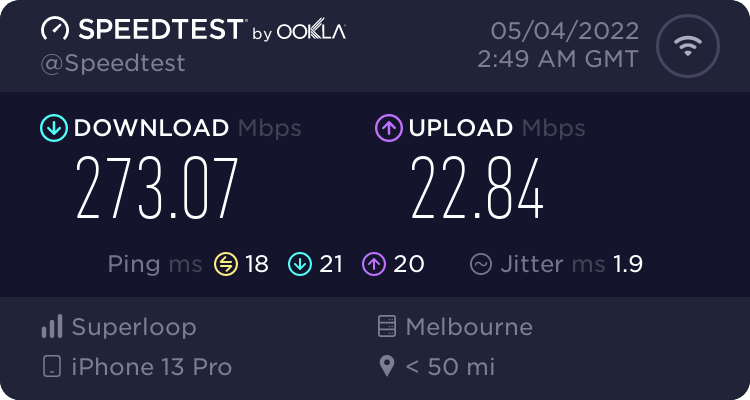 SPEEDTEST by OOKLA
@Speedtest
05/04/2022
2:49 AM GMT
DOWNLOAD Mbps
273.07
UPLOAD Mbps
22.84
Ping ms 18 21 20 Jitter ms 1.9
Superloop
Melbourne
iPhone 13 Pro
< 50 mi